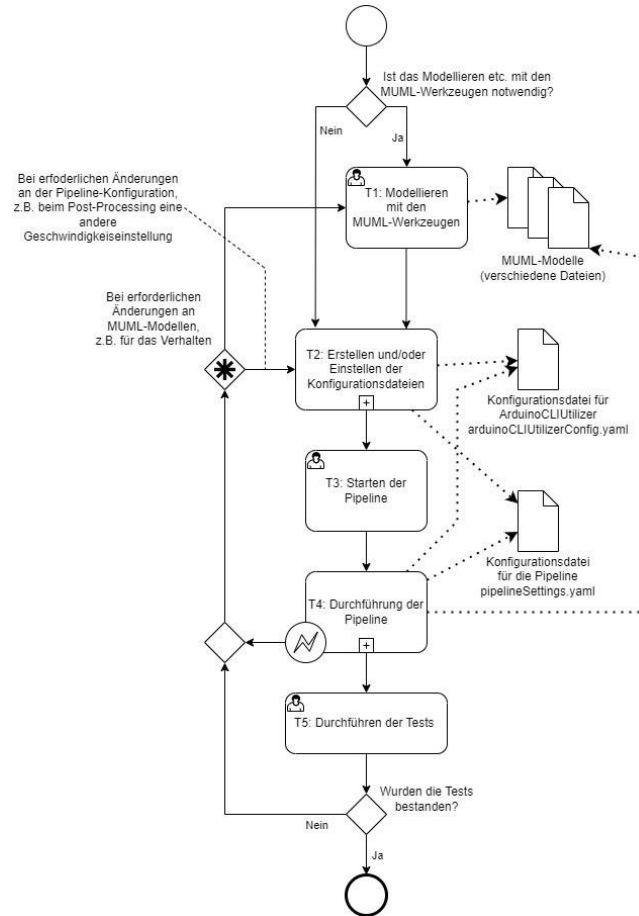 Ist das Modellieren etc. mit den
MUML-Werkzeugen notwendig?
Nein
Ja
T1: Modellieren
mit den
MUML-Werkzeugen
MUML-Modelle
(verschiedene Dateien)
Bei erfoderlichen Änderungen
an der Pipeline-Konfiguration,
z.B. beim Post-Processing eine
andere
Geschwindigkeiseinstellung
Bei erforderlichen
Änderungen an
MUML-Modellen,
z.B. für das Verhalten
T2: Erstellen und/oder
Einstellen der
Konfigurationsdateien
Konfigurationsdatei für
ArduinoCLIUtilizer
arduinoCLIUtilizerConfig.yaml
T3: Starten der
Pipeline
Konfigurationsdatei
für die Pipeline
pipelineSettings.yaml
T4: Durchführung der
Pipeline
T5: Durchführen der Tests
Wurden die Tests
bestanden?
Nein
Ja